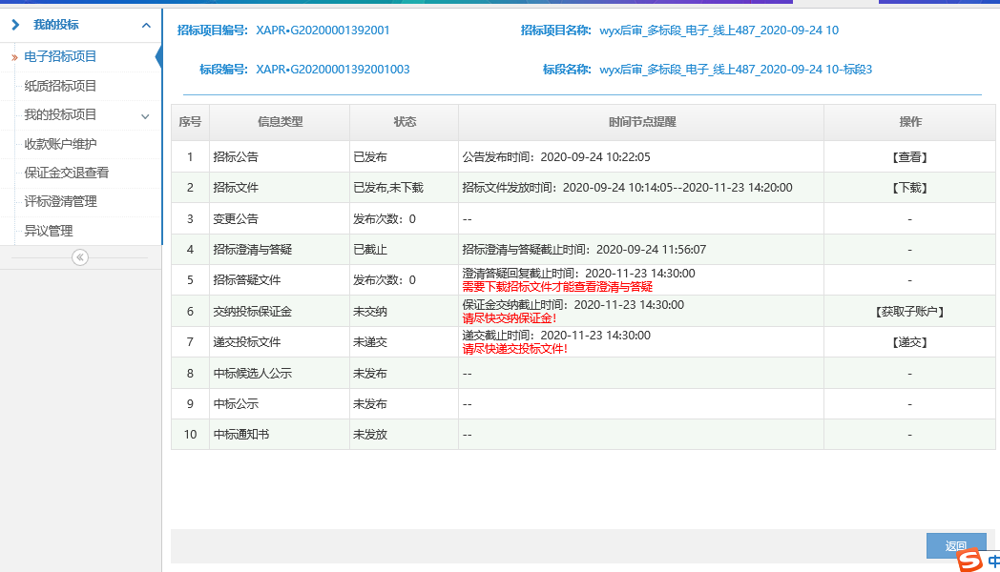 我的投标
电子招标项目
纸质招标项目
我的投标项目
收款账户维护
保证金交退查看
评标澄清管理
异议管理
招标项目编号: XAPR•G20200001392001 招标项目名称: wyx后审_多标段_电子_线上487_2020-09-24 10
标段编号: XAPR•G20200001392001003 标段名称: wyx后审_多标段_电子_线上487_2020-09-24 10-标段3
序号 信息类型 状态 时间节点提醒 操作
1 招标公告 已发布 公告发布时间: 2020-09-24 10:22:05 【查看】
2 招标文件 已发布,未下载 招标文件发放时间: 2020-09-24 10:14:05--2020-11-23 14:20:00 【下载】
3 变更公告 发布次数: 0 -- -
4 招标澄清与答疑 已截止 招标澄清与答疑截止时间: 2020-09-24 11:56:07 -
5 招标答疑文件 发布次数: 0 澄清答疑回复截止时间: 2020-11-23 14:30:00 -
需要下载招标文件才能查看澄清与答疑
6 交纳投标保证金 未交纳 保证金交纳截止时间: 2020-11-23 14:30:00 【获取子账户】
请尽快交纳保证金!
7 递交投标文件 未递交 递交截止时间: 2020-11-23 14:30:00 【递交】
请尽快递交投标文件!
8 中标候选人公示 未发布 -- -
9 中标公示 未发布 -- -
10 中标通知书 未发放 -- -
返回
中